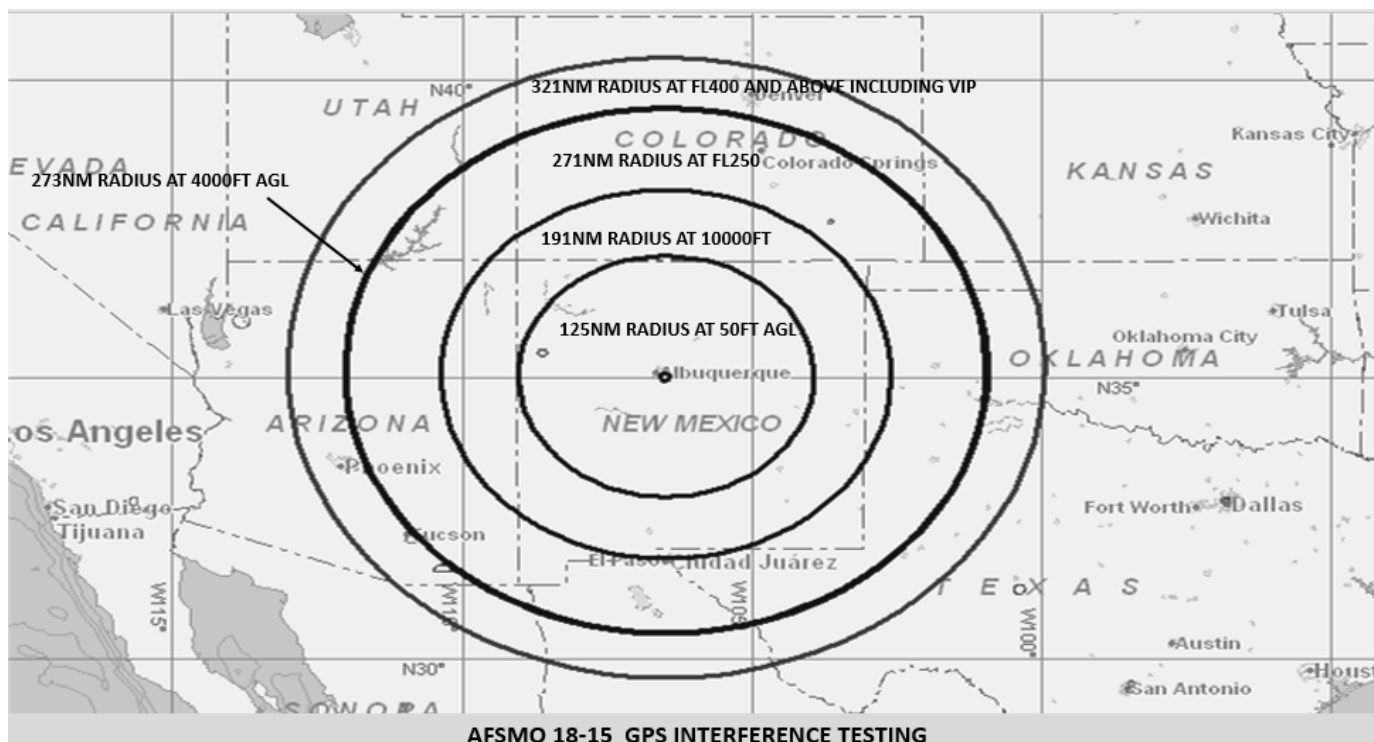 321NM RADIUS AT FL400 AND ABOVE INCLUDING VIP
N40°
Denver
UTAH
COLORADO
Kansas City
271NM RADIUS AT FL250
Colorado Springs
EVADA
KANSAS
273NM RADIUS AT 4000FT AGL
CALIFORNIA
Wichita
191NM RADIUS AT 10000FT
Las Vegas
Tulsa
125NM RADIUS AT 50FT AGL
Oklahoma City
OKLAHOMA
Albuquerque
N35°
ARIZONA
NEW MEXICO
os Angeles
Phoenix
San Diego
Fort Worth
Dallas
Tijuana
Tucson
El Paso
Ciudad Juárez
TEXAS
W115°
W110°
W105°
W100°
Austin
N30°
Houst
San Antonio
SONORA
AFSMO 18-15 GPS INTERFERENCE TESTING